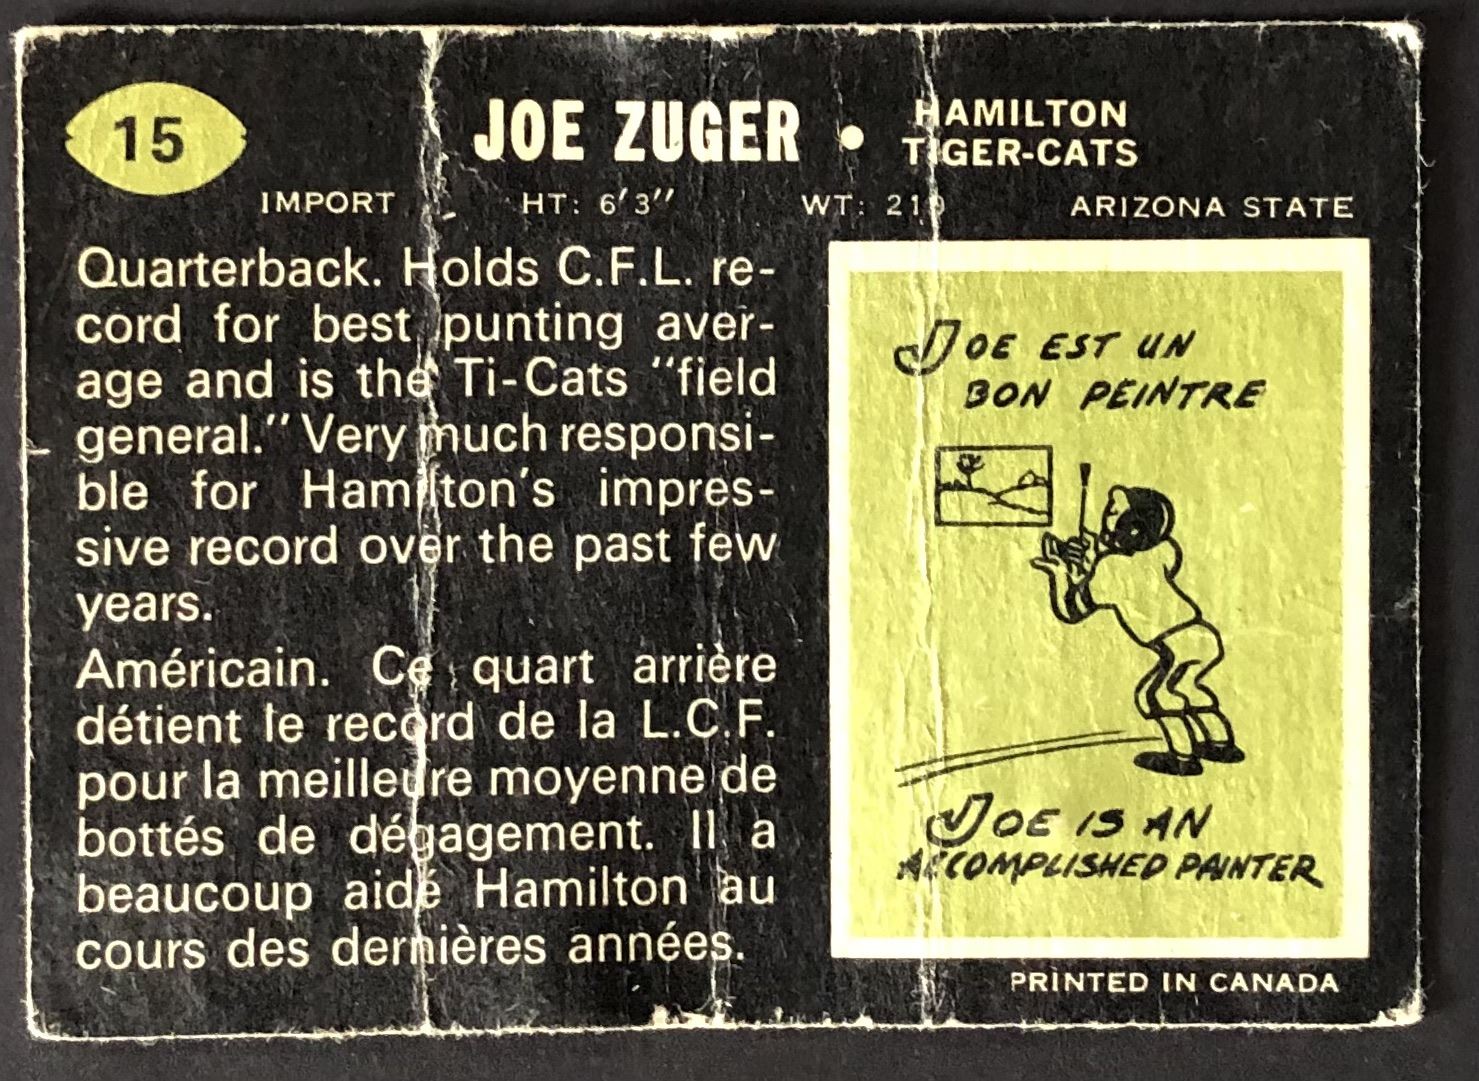 15
JOE ZUGER • HAMILTON
TIGER-CATS
IMPORT HT: 6'3" WT: ARIZONA STATE
Quarterback. Holds C.F.L. re-
cord for best punting aver-
age and is the Ti-Cats "field
general." Very much responsi-
ble for Hamilton's impres-
sive record over the past few
years.
Américain. Ce quart arrière
détient le record de la L.C.F.
pour la meilleure moyenne de
bottés de dégagement. Il a
beaucoup aidé Hamilton au
cours des dernières années.
JOE EST UN
BON PEINTRE
JOE IS AN
ACCOMPLISHED PAINTER
PRINTED IN CANADA